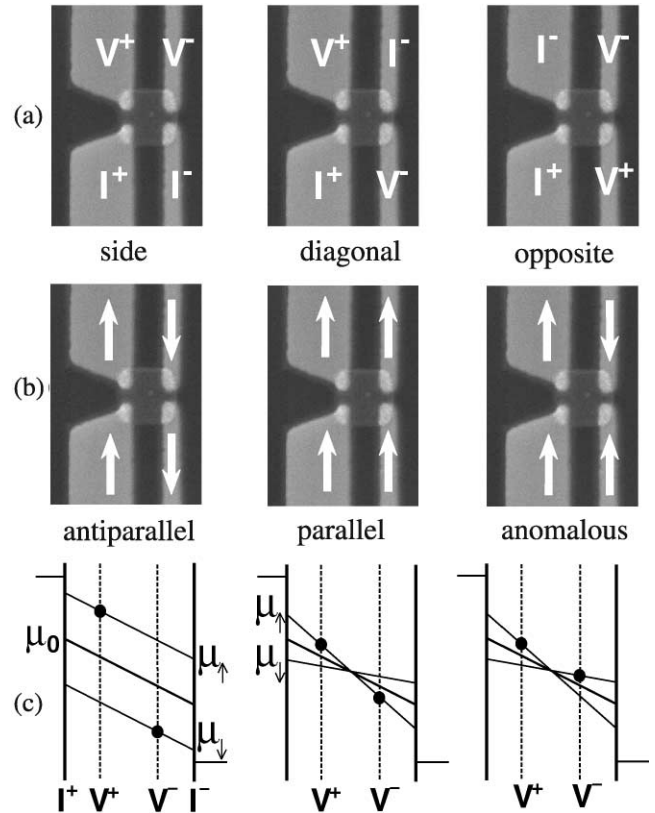 V⁺ V⁻ V⁺ I⁻ I⁻ V⁻
(a)
I⁺ I⁻ I⁺ V⁻ I⁺ V⁺
side diagonal opposite
(b)
antiparallel parallel anomalous
μ↑
μ₀ μ↑ μ↓
(c)
μ↓
I⁺ V⁺ V⁻ I⁻ V⁺ V⁻ V⁺ V⁻